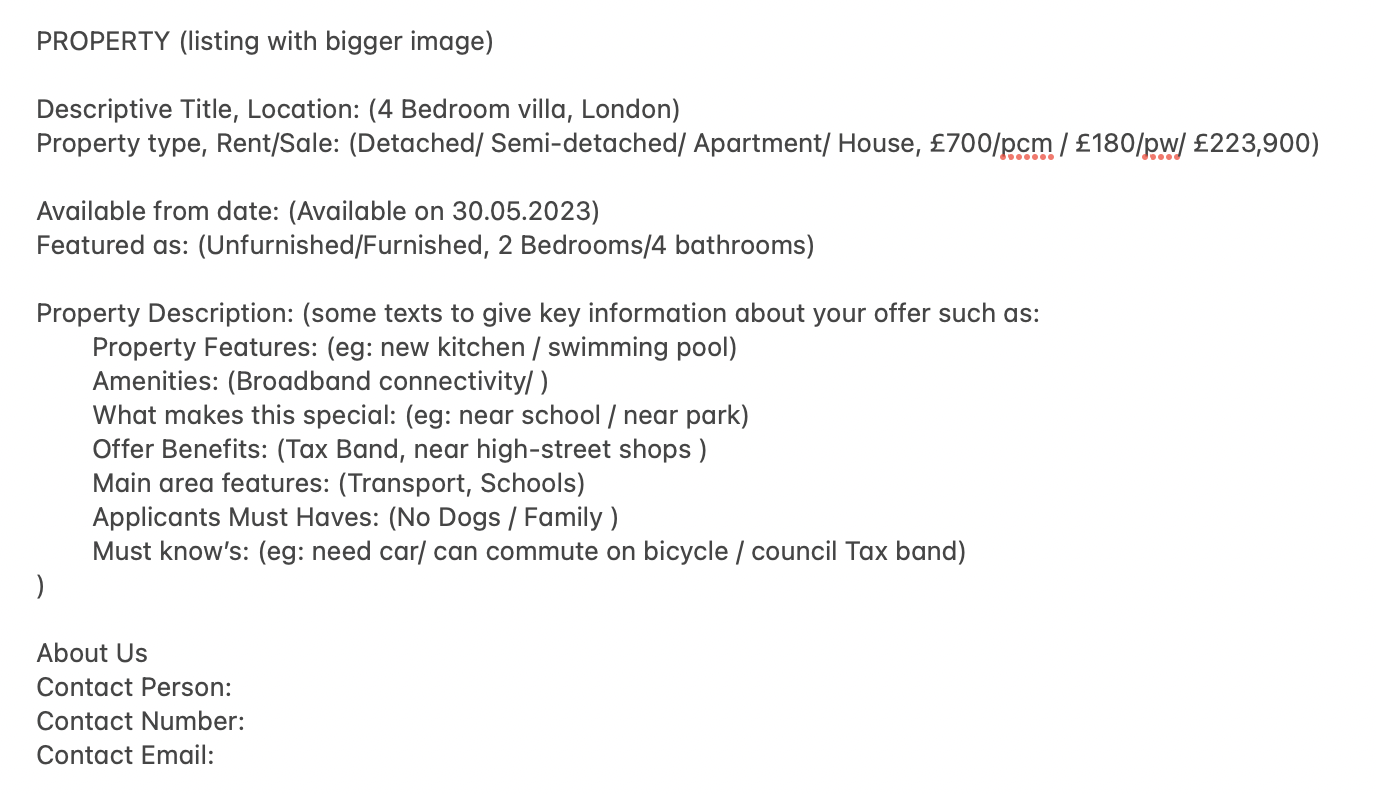 PROPERTY (listing with bigger image)
Descriptive Title, Location: (4 Bedroom villa, London)
Property type, Rent/Sale: (Detached/ Semi-detached/ Apartment/ House, £700/pcm / £180/pw/ £223,900)
Available from date: (Available on 30.05.2023)
Featured as: (Unfurnished/Furnished, 2 Bedrooms/4 bathrooms)
Property Description: (some texts to give key information about your offer such as:
Property Features: (eg: new kitchen / swimming pool)
Amenities: (Broadband connectivity/ )
What makes this special: (eg: near school / near park)
Offer Benefits: (Tax Band, near high-street shops )
Main area features: (Transport, Schools)
Applicants Must Haves: (No Dogs / Family )
Must know’s: (eg: need car/ can commute on bicycle / council Tax band)
)
About Us
Contact Person:
Contact Number:
Contact Email: